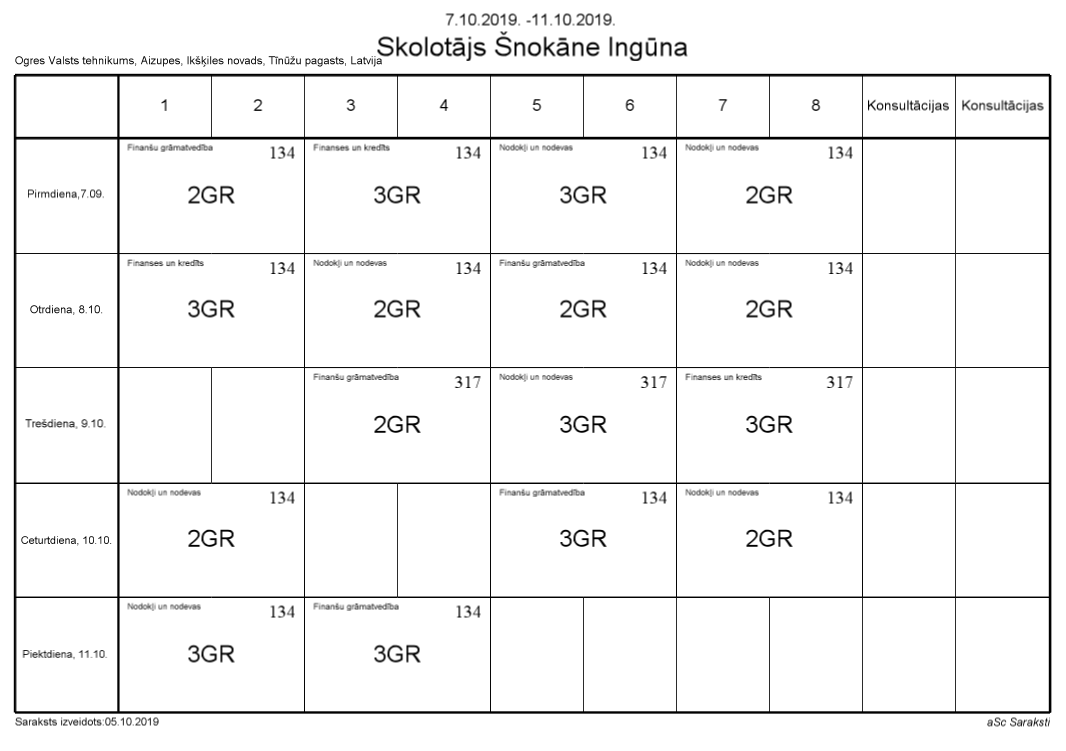 7.10.2019. -11.10.2019.
Skolotājs Šnokāne Ingūna
Ogres Valsts tehnikums, Aizupes, Ikšķiles novads, Tīnūžu pagasts, Latvija
1 2 3 4 5 6 7 8 Konsultācijas Konsultācijas
Finanšu grāmatvedība 134 Finanses un kredīts 134 Nodokļi un nodevas 134 Nodokļi un nodevas 134
Pirmdiena,7.09. 2GR 3GR 3GR 2GR
Finanses un kredīts 134 Nodokļi un nodevas 134 Finanšu grāmatvedība 134 Nodokļi un nodevas 134
Otrdiena, 8.10. 3GR 2GR 2GR 2GR
Finanšu grāmatvedība 317 Nodokļi un nodevas 317 Finanses un kredīts 317
Trešdiena, 9.10. 2GR 3GR 3GR
Nodokļi un nodevas 134 Finanšu grāmatvedība 134 Nodokļi un nodevas 134
Ceturtdiena, 10.10. 2GR 3GR 2GR
Nodokļi un nodevas 134 Finanšu grāmatvedība 134
Piektdiena, 11.10. 3GR 3GR
Saraksts izveidots:05.10.2019 aSc Saraksti